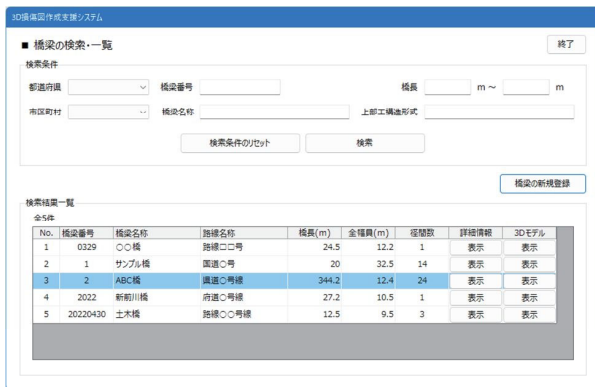 3D損傷図作成支援システム
■ 橋梁の検索・一覧 終了
検索条件
都道府県 橋梁番号 橋長 m ～ m
市区町村 橋梁名称 上部工構造形式
検索条件のリセット 検索
橋梁の新規登録
検索結果一覧
全5件
No. 橋梁番号 橋梁名称 路線名称 橋長(m) 全幅員(m) 径間数 詳細情報 3Dモデル
1 0329 〇〇橋 路線□□号 24.5 12.2 1 表示 表示
2 1 サンプル橋 国道〇号 20 32.5 14 表示 表示
3 2 ABC橋 県道〇号線 344.2 12.4 24 表示 表示
4 2022 新前川橋 府道〇号線 27.2 10.5 1 表示 表示
5 20220430 土木橋 路線〇〇号線 12.5 9.5 3 表示 表示